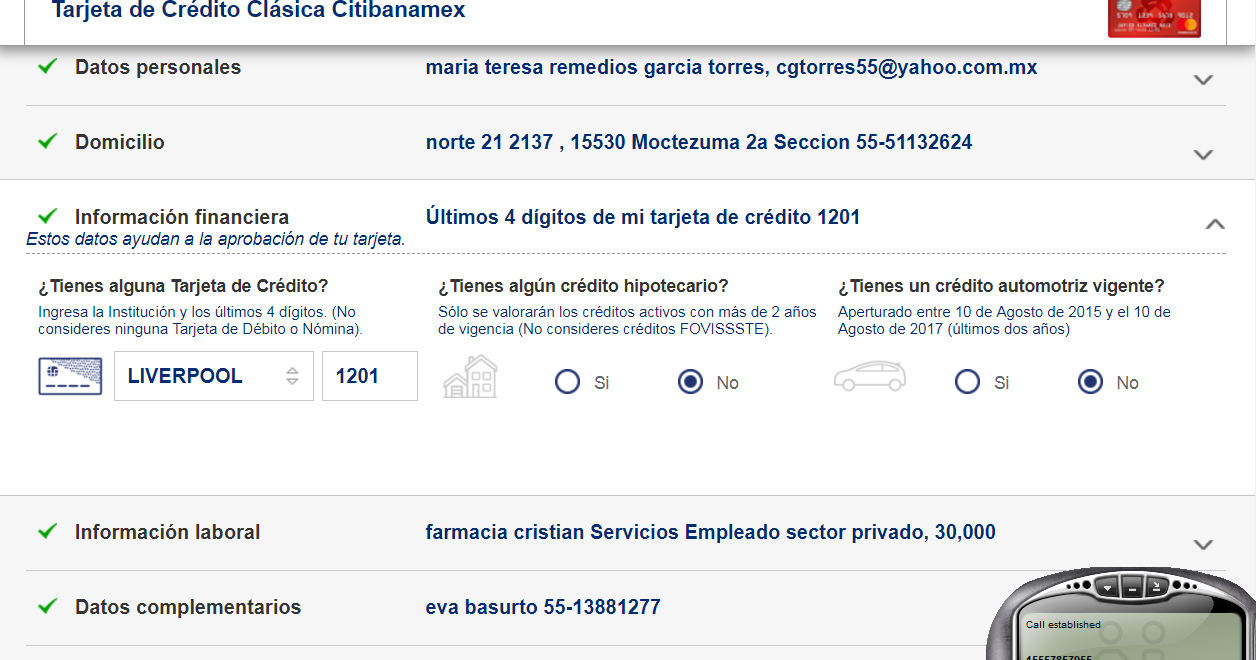 Tarjeta de Crédito Clásica Citibanamex
Datos personales maria teresa remedios garcia torres, cgtorres55@yahoo.com.mx
Domicilio norte 21 2137 , 15530 Moctezuma 2a Seccion 55-51132624
Información financiera Últimos 4 dígitos de mi tarjeta de crédito 1201
Estos datos ayudan a la aprobación de tu tarjeta.
¿Tienes alguna Tarjeta de Crédito?
Ingresa la Institución y los últimos 4 dígitos. (No
consideres ninguna Tarjeta de Débito o Nómina).
LIVERPOOL 1201
¿Tienes algún crédito hipotecario?
Sólo se valorarán los créditos activos con más de 2 años
de vigencia (No consideres créditos FOVISSSTE).
Si No
¿Tienes un crédito automotriz vigente?
Aperturado entre 10 de Agosto de 2015 y el 10 de
Agosto de 2017 (últimos dos años)
Si No
Información laboral farmacia cristian Servicios Empleado sector privado, 30,000
Datos complementarios eva basurto 55-13881277
Call established